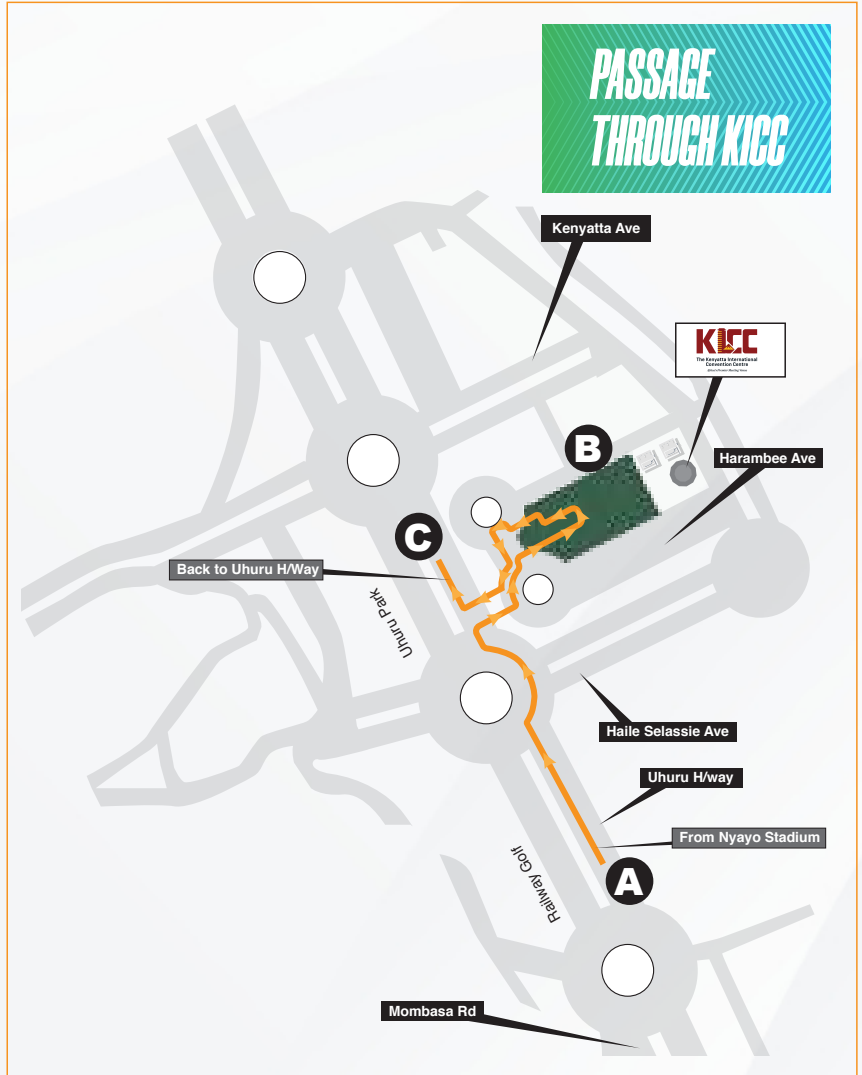 PASSAGE
THROUGH KICC
Kenyatta Ave
KICC
The Kenyatta International
Convention Centre
Harambee Ave
B
C
Back to Uhuru H/Way
Uhuru Park
Haile Selassie Ave
Uhuru H/way
From Nyayo Stadium
Railway Golf
A
Mombasa Rd